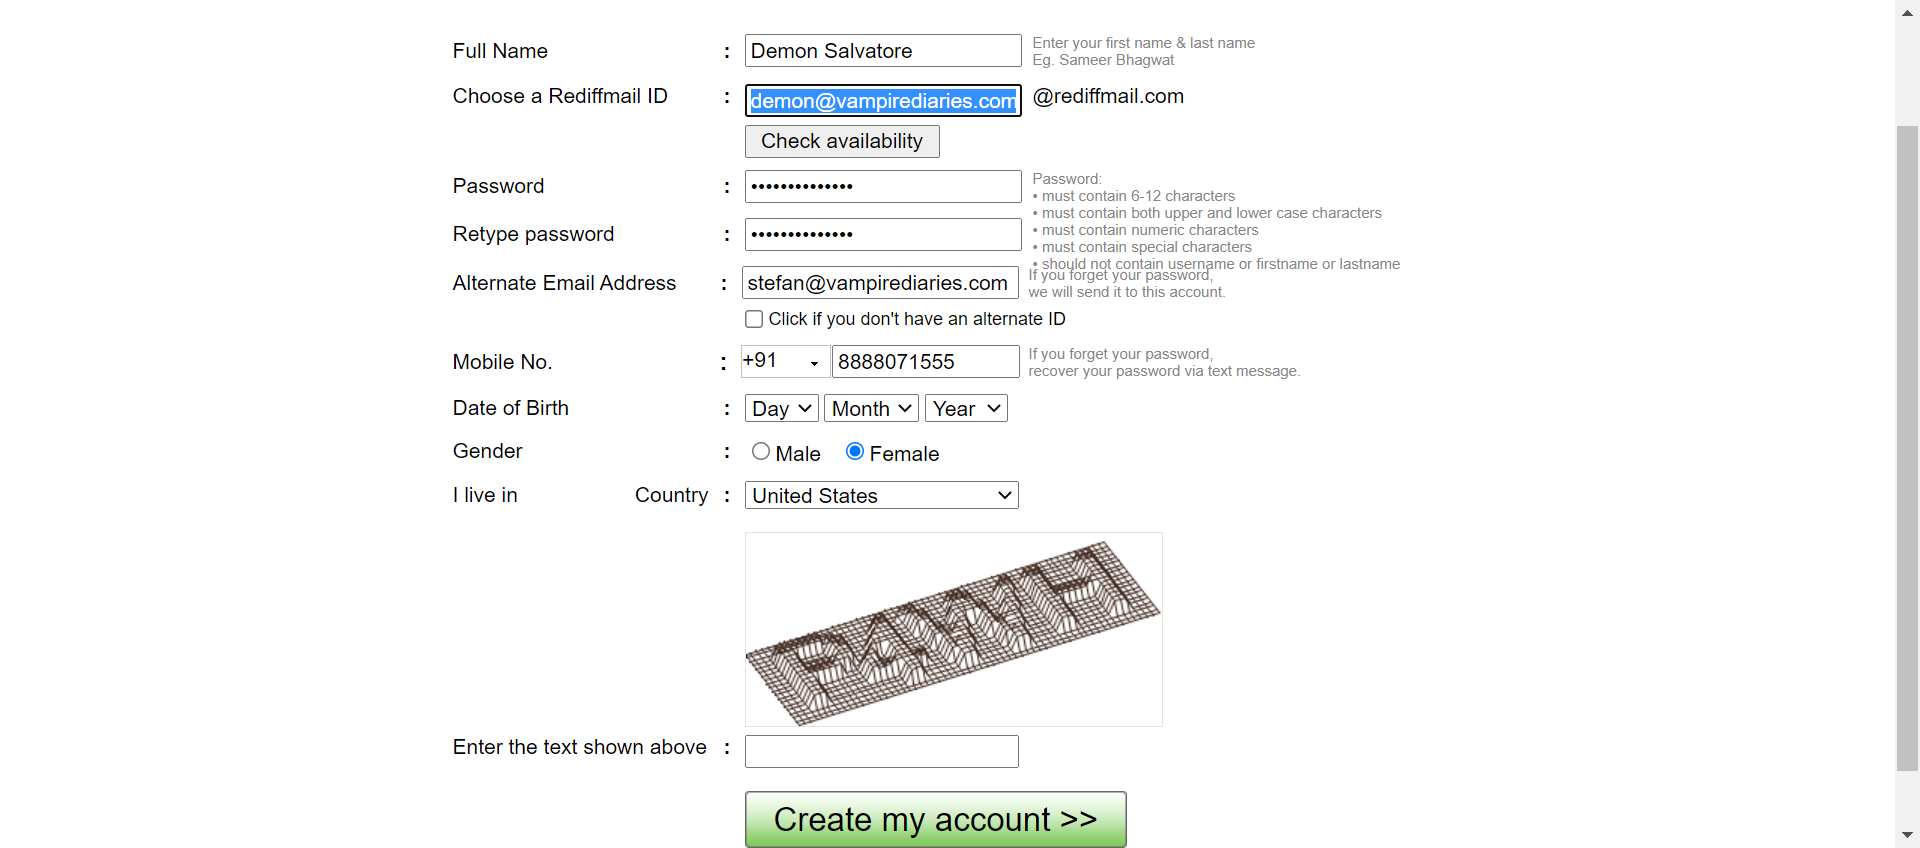 Full Name : Demon Salvatore Enter your first name & last name
Eg. Sameer Bhagwat
Choose a Rediffmail ID : demon@vampirediaries.com @rediffmail.com
Check availability
Password : •••••••••••••• Password:
• must contain 6-12 characters
• must contain both upper and lower case characters
Retype password : •••••••••••••• • must contain numeric characters
• must contain special characters
• should not contain username or firstname or lastname
Alternate Email Address : stefan@vampirediaries.com If you forget your password,
we will send it to this account.
Click if you don't have an alternate ID
Mobile No. : +91 8888071555 If you forget your password,
recover your password via text message.
Date of Birth : Day Month Year
Gender : Male Female
I live in Country : United States
Enter the text shown above :
Create my account >>